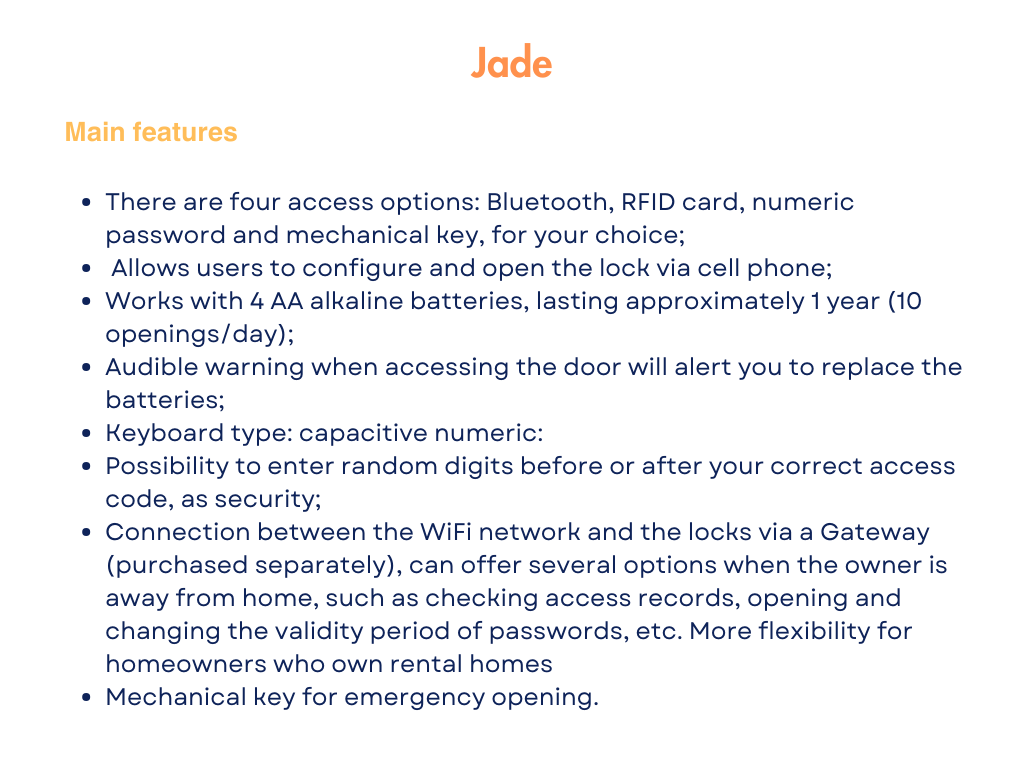 Jade
Main features
• There are four access options: Bluetooth, RFID card, numeric
password and mechanical key, for your choice;
• Allows users to configure and open the lock via cell phone;
• Works with 4 AA alkaline batteries, lasting approximately 1 year (10
openings/day);
• Audible warning when accessing the door will alert you to replace the
batteries;
• Keyboard type: capacitive numeric:
• Possibility to enter random digits before or after your correct access
code, as security;
• Connection between the WiFi network and the locks via a Gateway
(purchased separately), can offer several options when the owner is
away from home, such as checking access records, opening and
changing the validity period of passwords, etc. More flexibility for
homeowners who own rental homes
• Mechanical key for emergency opening.